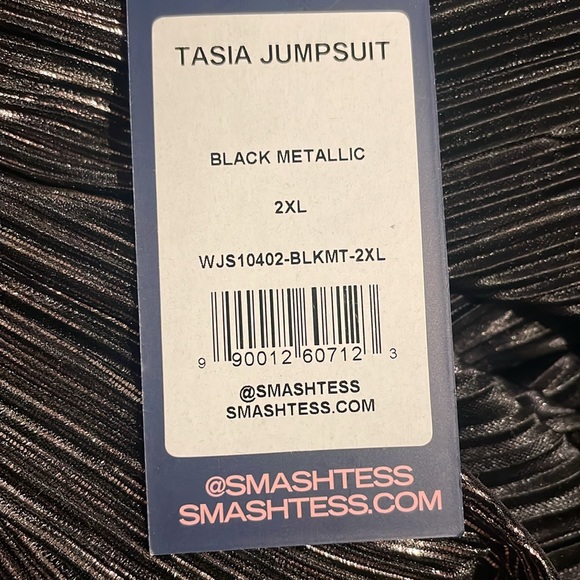 TASIA JUMPSUIT
BLACK METALLIC
2XL
WJS10402-BLKMT-2XL
9 90012 60712 3
@SMASHTESS
SMASHTESS.COM
@SMASHTESS
SMASHTESS.COM